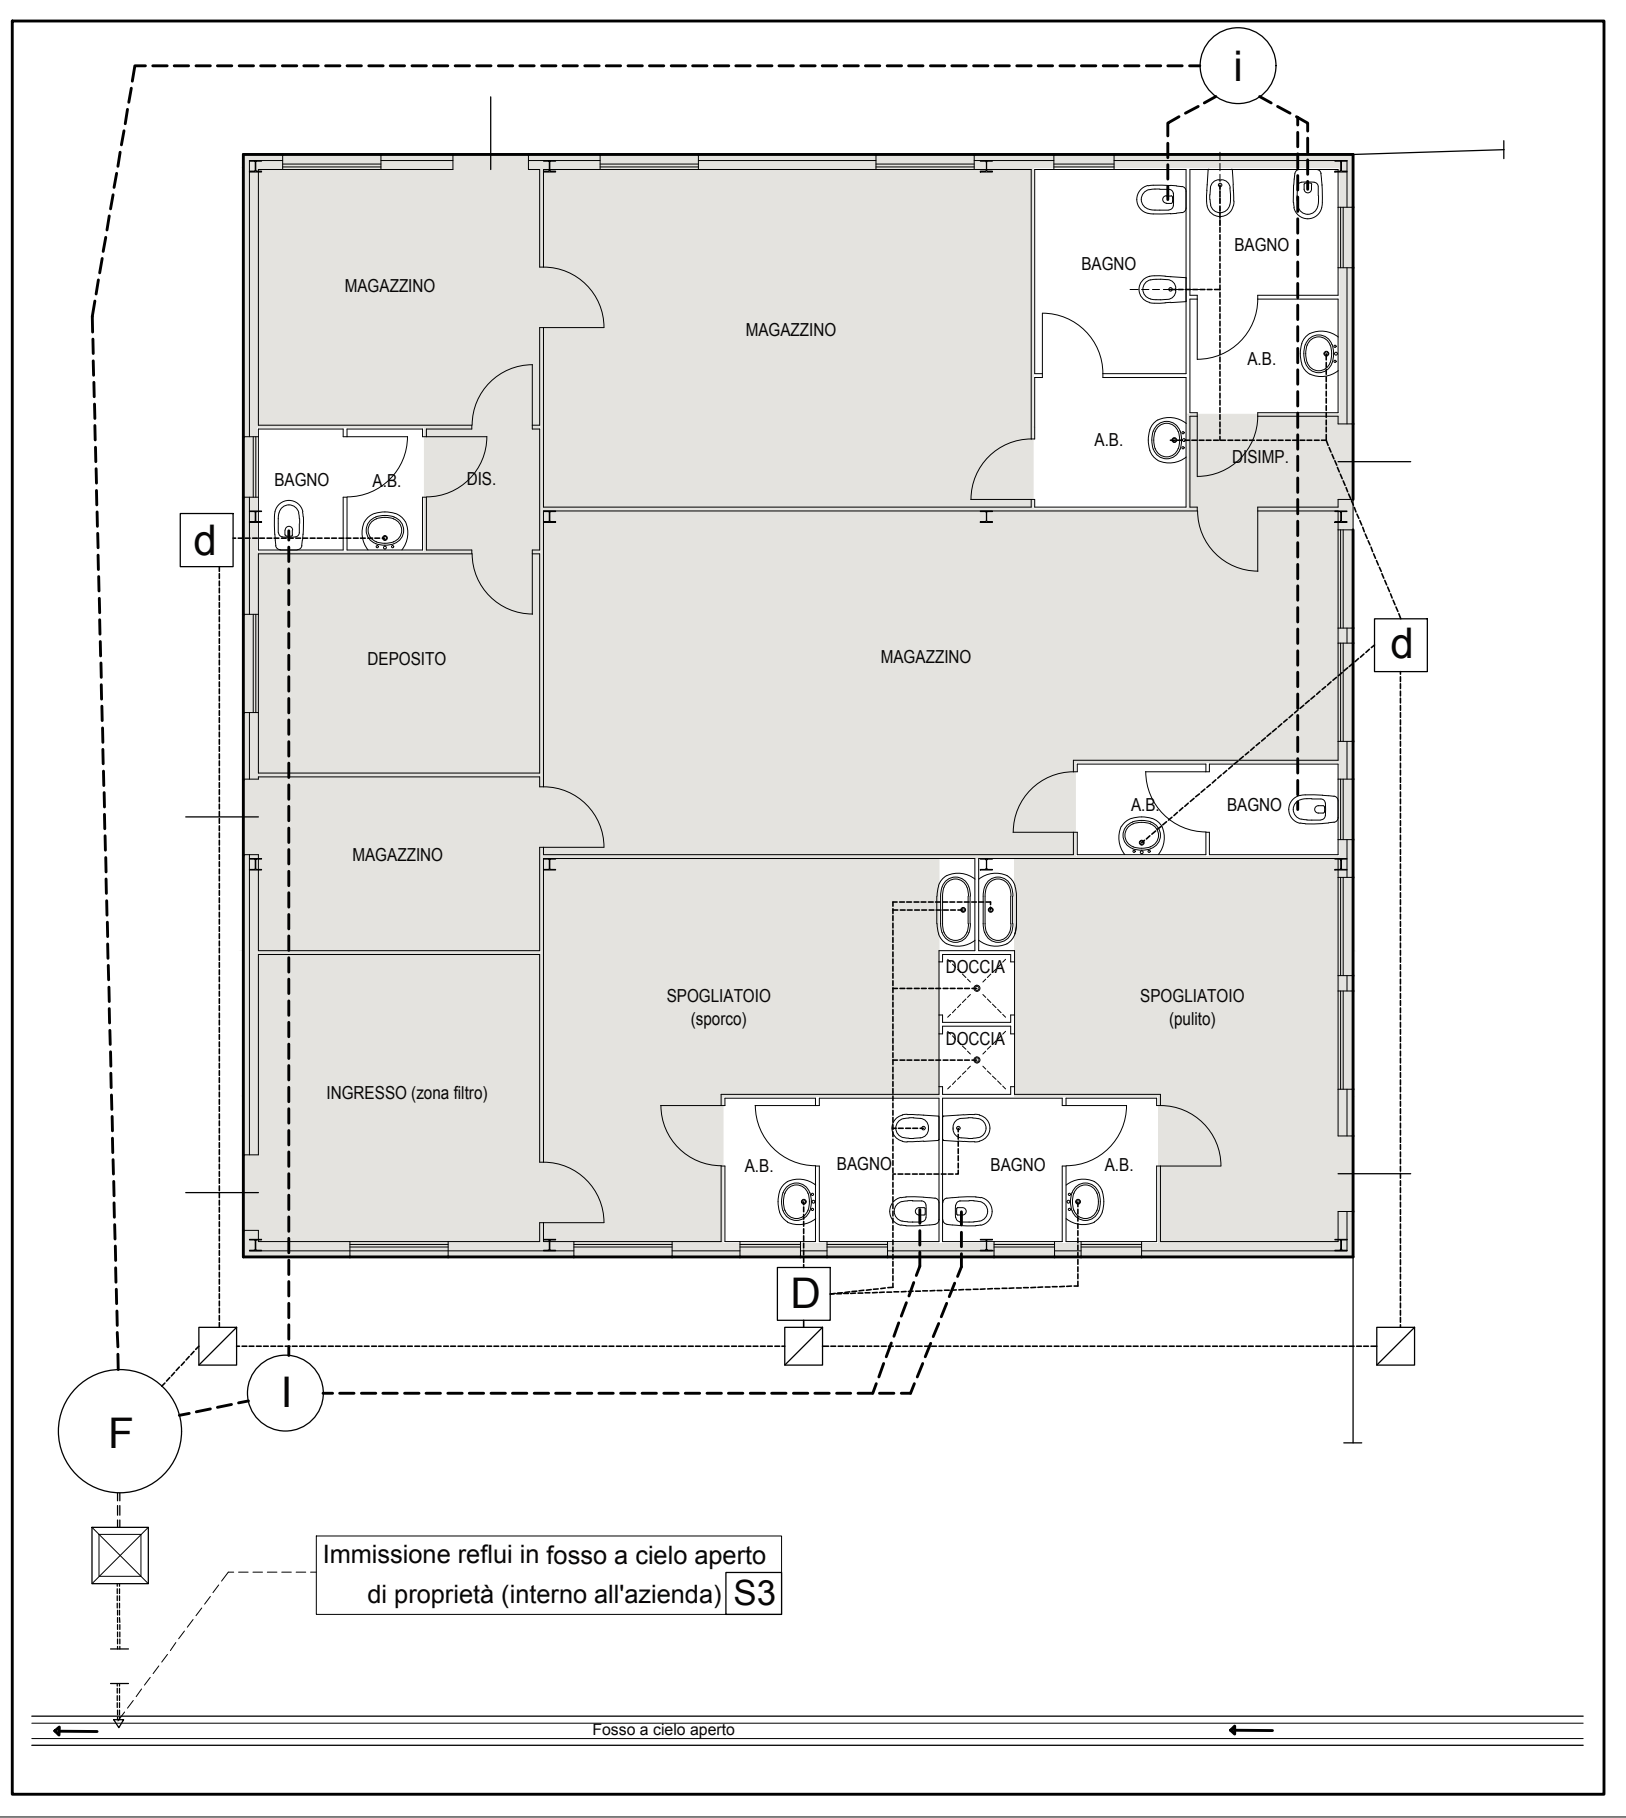 i
BAGNO
BAGNO
MAGAZZINO
MAGAZZINO
A.B.
A.B.
DISIMP.
BAGNO
A.B.
DIS.
d
d
DEPOSITO
MAGAZZINO
A.B.
BAGNO
MAGAZZINO
DOCCIA
SPOGLIATOIO
(sporco)
SPOGLIATOIO
(pulito)
DOCCIA
INGRESSO (zona filtro)
A.B.
BAGNO
BAGNO
A.B.
D
I
F
Immissione reflui in fosso a cielo aperto
di proprietà (interno all'azienda) S3
Fosso a cielo aperto